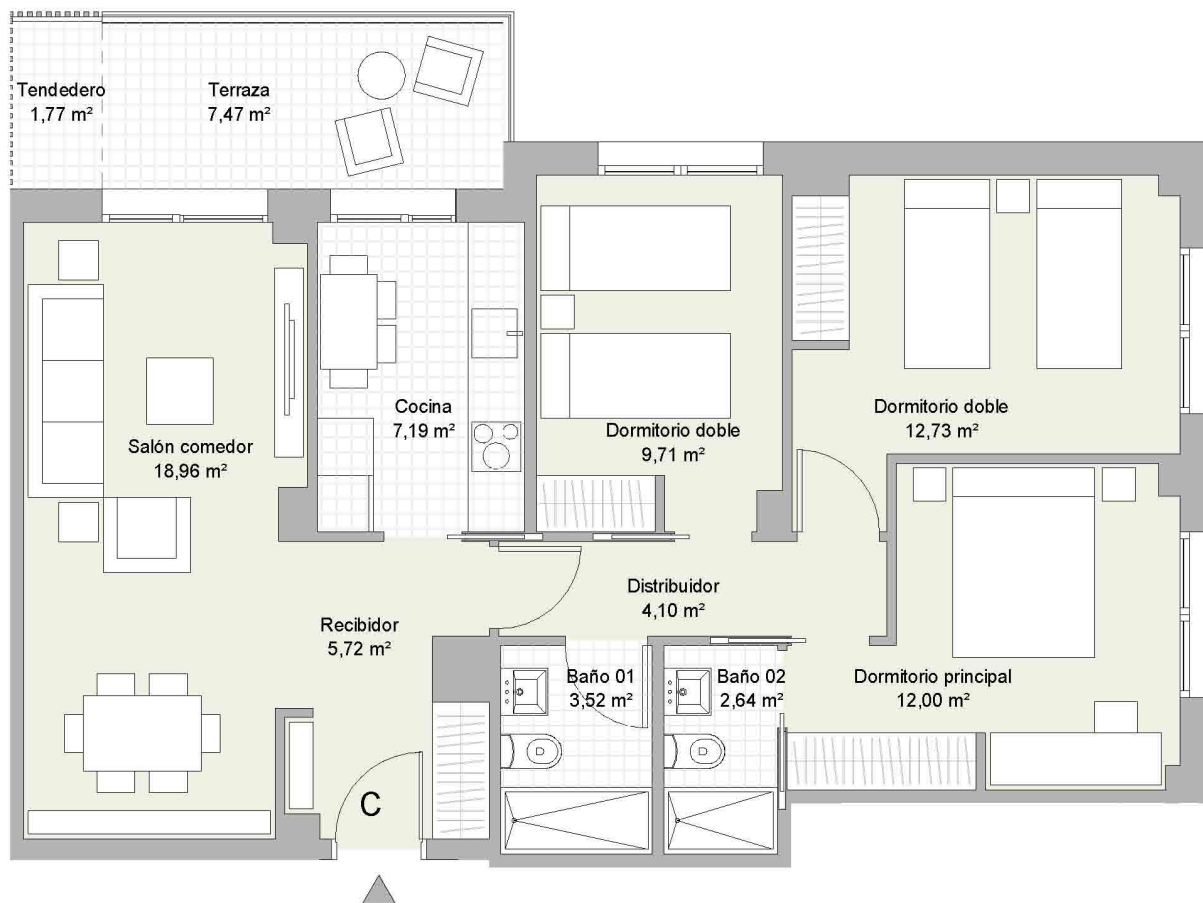 Tendedero
1,77 m²
Terraza
7,47 m²
Cocina
7,19 m²
Salón comedor
18,96 m²
Dormitorio doble
9,71 m²
Dormitorio doble
12,73 m²
Distribuidor
4,10 m²
Recibidor
5,72 m²
Baño 01
3,52 m²
Baño 02
2,64 m²
Dormitorio principal
12,00 m²
C